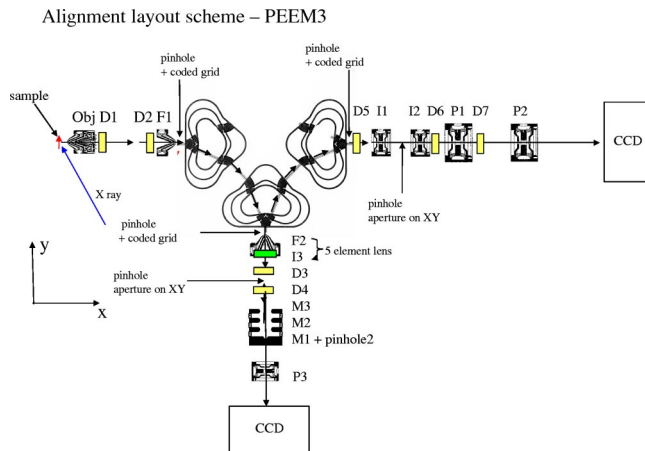 Alignment layout scheme – PEEM3
pinhole
+ coded grid
pinhole
+ coded grid
sample
Obj D1 D2 F1
D5 I1 I2 D6 P1 D7 P2
CCD
X ray
pinhole
aperture on XY
pinhole
+ coded grid
F2
I3
5 element lens
y
x
pinhole
aperture on XY
D3
D4
M3
M2
M1 + pinhole2
P3
CCD